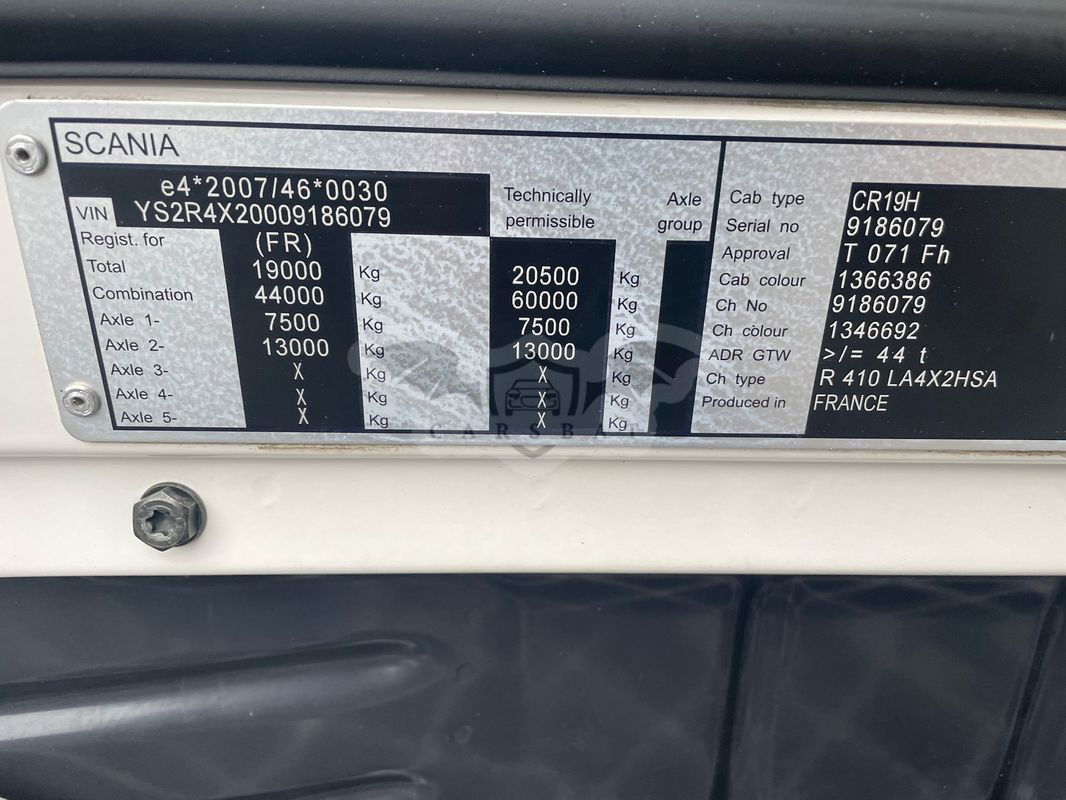 SCANIA
e4*2007/46*0030
VIN YS2R4X20009186079
Regist. for (FR)
Technically permissible
Axle group
Total 19000 Kg 20500 Kg
Combination 44000 Kg 60000 Kg
Axle 1- 7500 Kg 7500 Kg
Axle 2- 13000 Kg 13000 Kg
Axle 3- X Kg X Kg
Axle 4- X Kg X Kg
Axle 5- X Kg X Kg
Cab type CR19H
Serial no 9186079
Approval T 071 Fh
Cab colour 1366386
Ch No 9186079
Ch colour 1346692
ADR GTW >/= 44 t
Ch type R 410 LA4X2HSA
Produced in FRANCE
CARSBAT